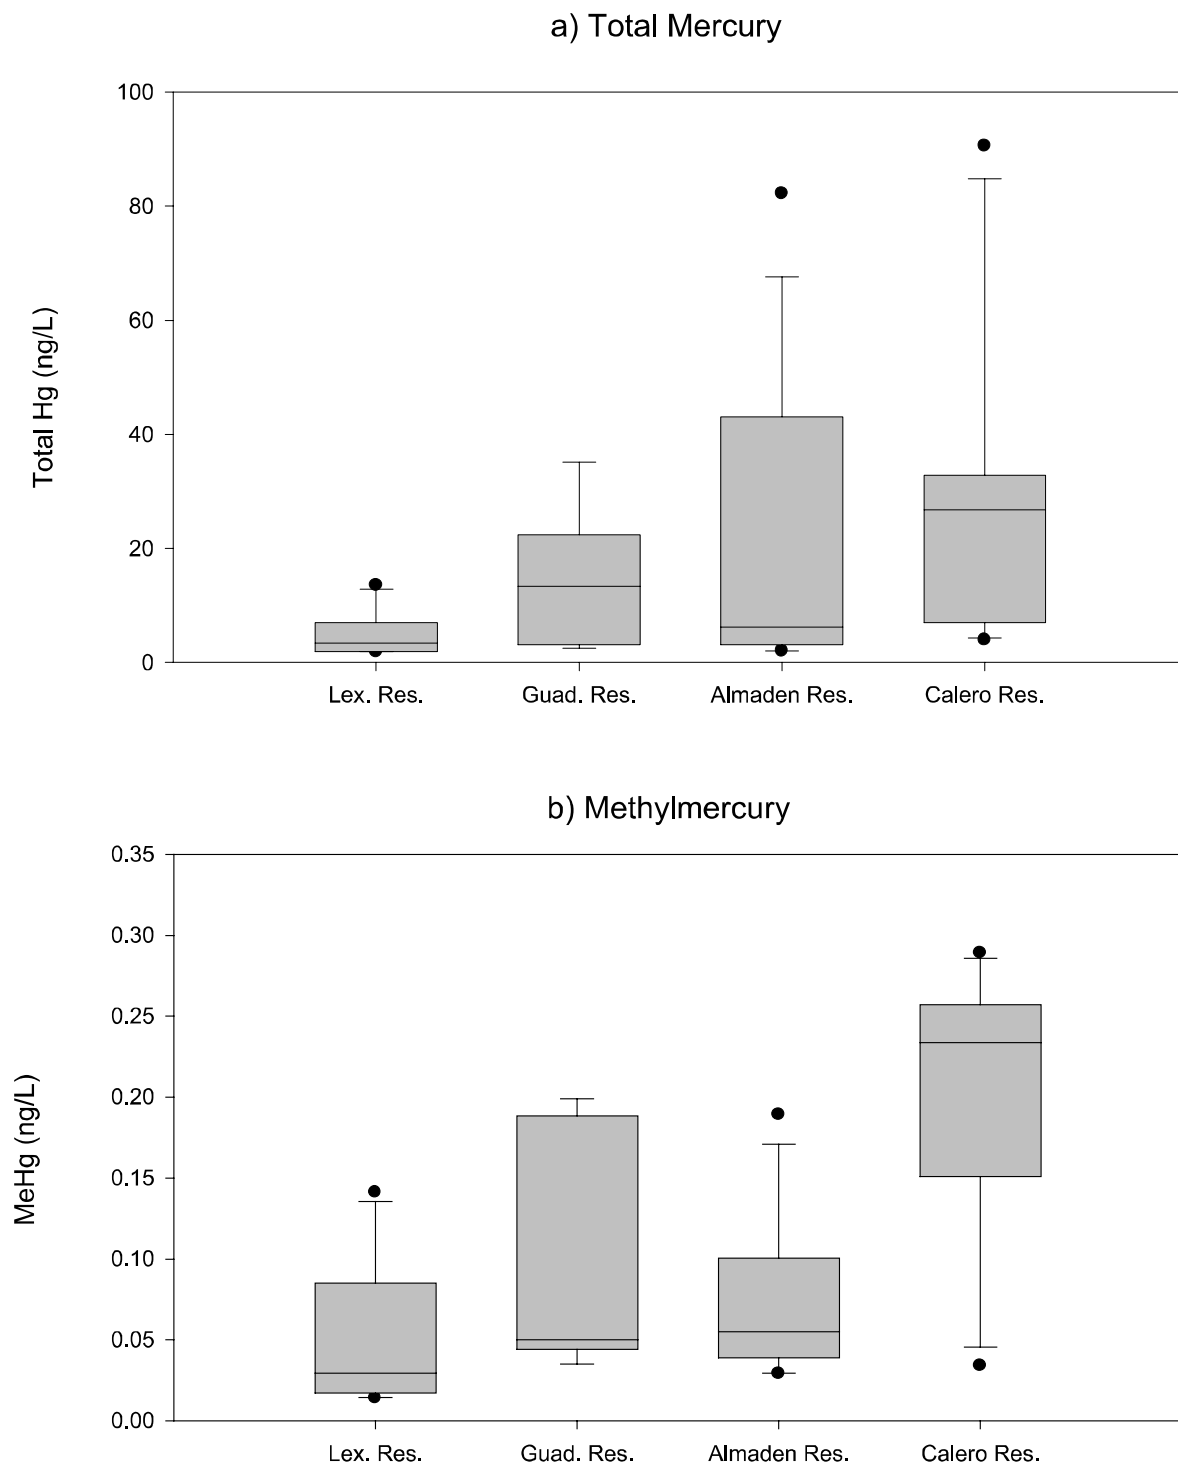 a) Total Mercury
100
80
60
40
20
0
Total Hg (ng/L)
Lex. Res. Guad. Res. Almaden Res. Calero Res.
b) Methylmercury
0.35
0.30
0.25
0.20
0.15
0.10
0.05
0.00
MeHg (ng/L)
Lex. Res. Guad. Res. Almaden Res. Calero Res.